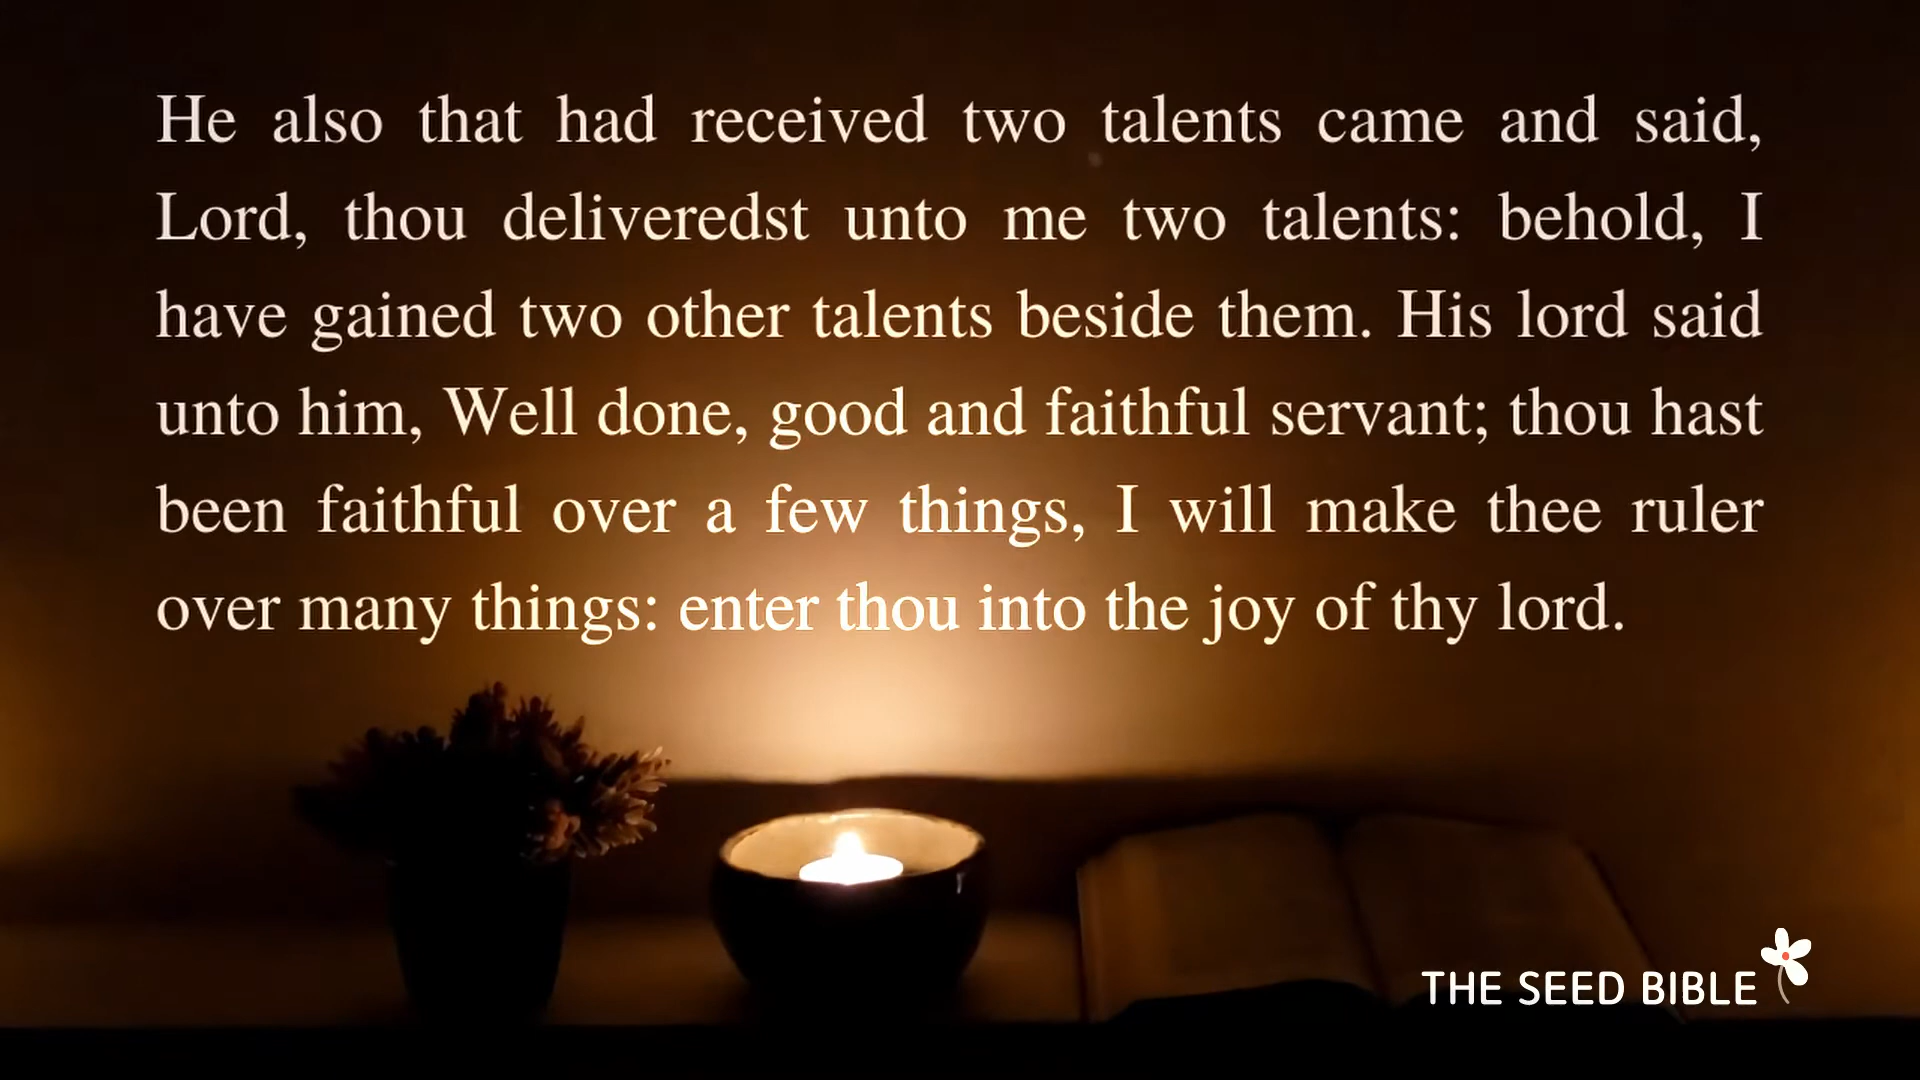 He also that had received two talents came and said,
Lord, thou deliveredst unto me two talents: behold, I
have gained two other talents beside them. His lord said
unto him, Well done, good and faithful servant; thou hast
been faithful over a few things, I will make thee ruler
over many things: enter thou into the joy of thy lord.
THE SEED BIBLE